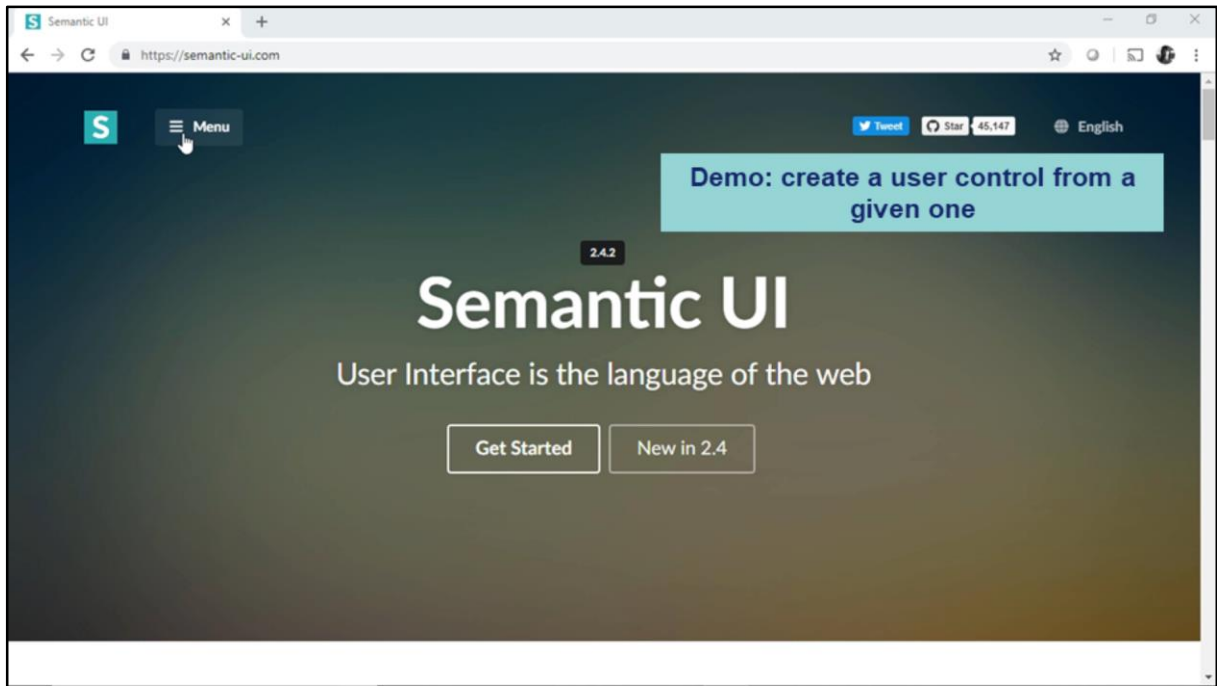 Semantic UI
https://semantic-ui.com
S
Menu
Tweet
Star
45,147
English
Demo: create a user control from a
given one
2.4.2
Semantic UI
User Interface is the language of the web
Get Started
New in 2.4